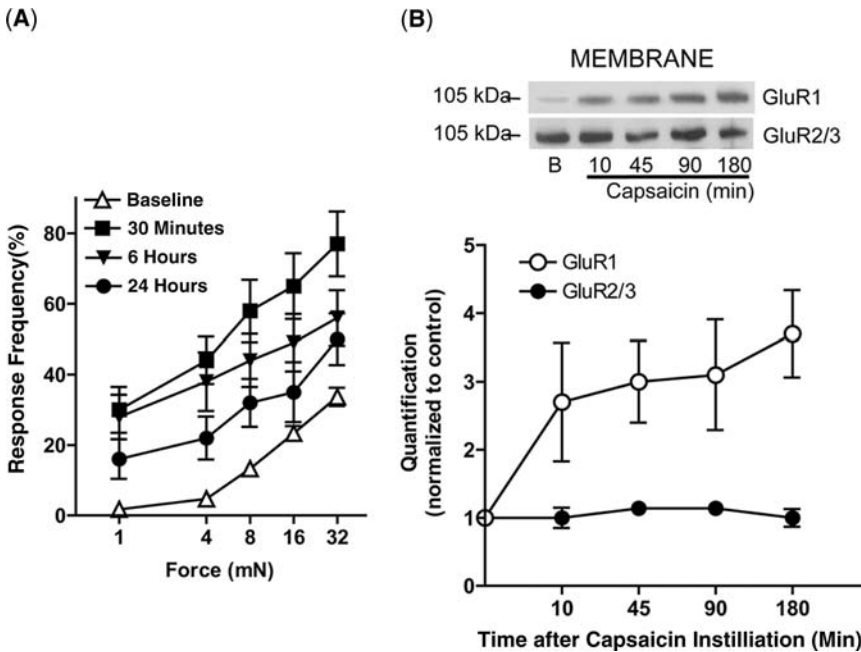 (A)
Baseline
30 Minutes
6 Hours
24 Hours
80
60
40
20
0
Response Frequency(%)
1 4 8 16 32
Force (mN)
(B)
MEMBRANE
105 kDa GluR1
105 kDa GluR2/3
B 10 45 90 180
Capsaicin (min)
5
4
3
2
1
0
GluR1
GluR2/3
Quantification
(normalized to control)
10 45 90 180
Time after Capsaicin Instilliation (Min)